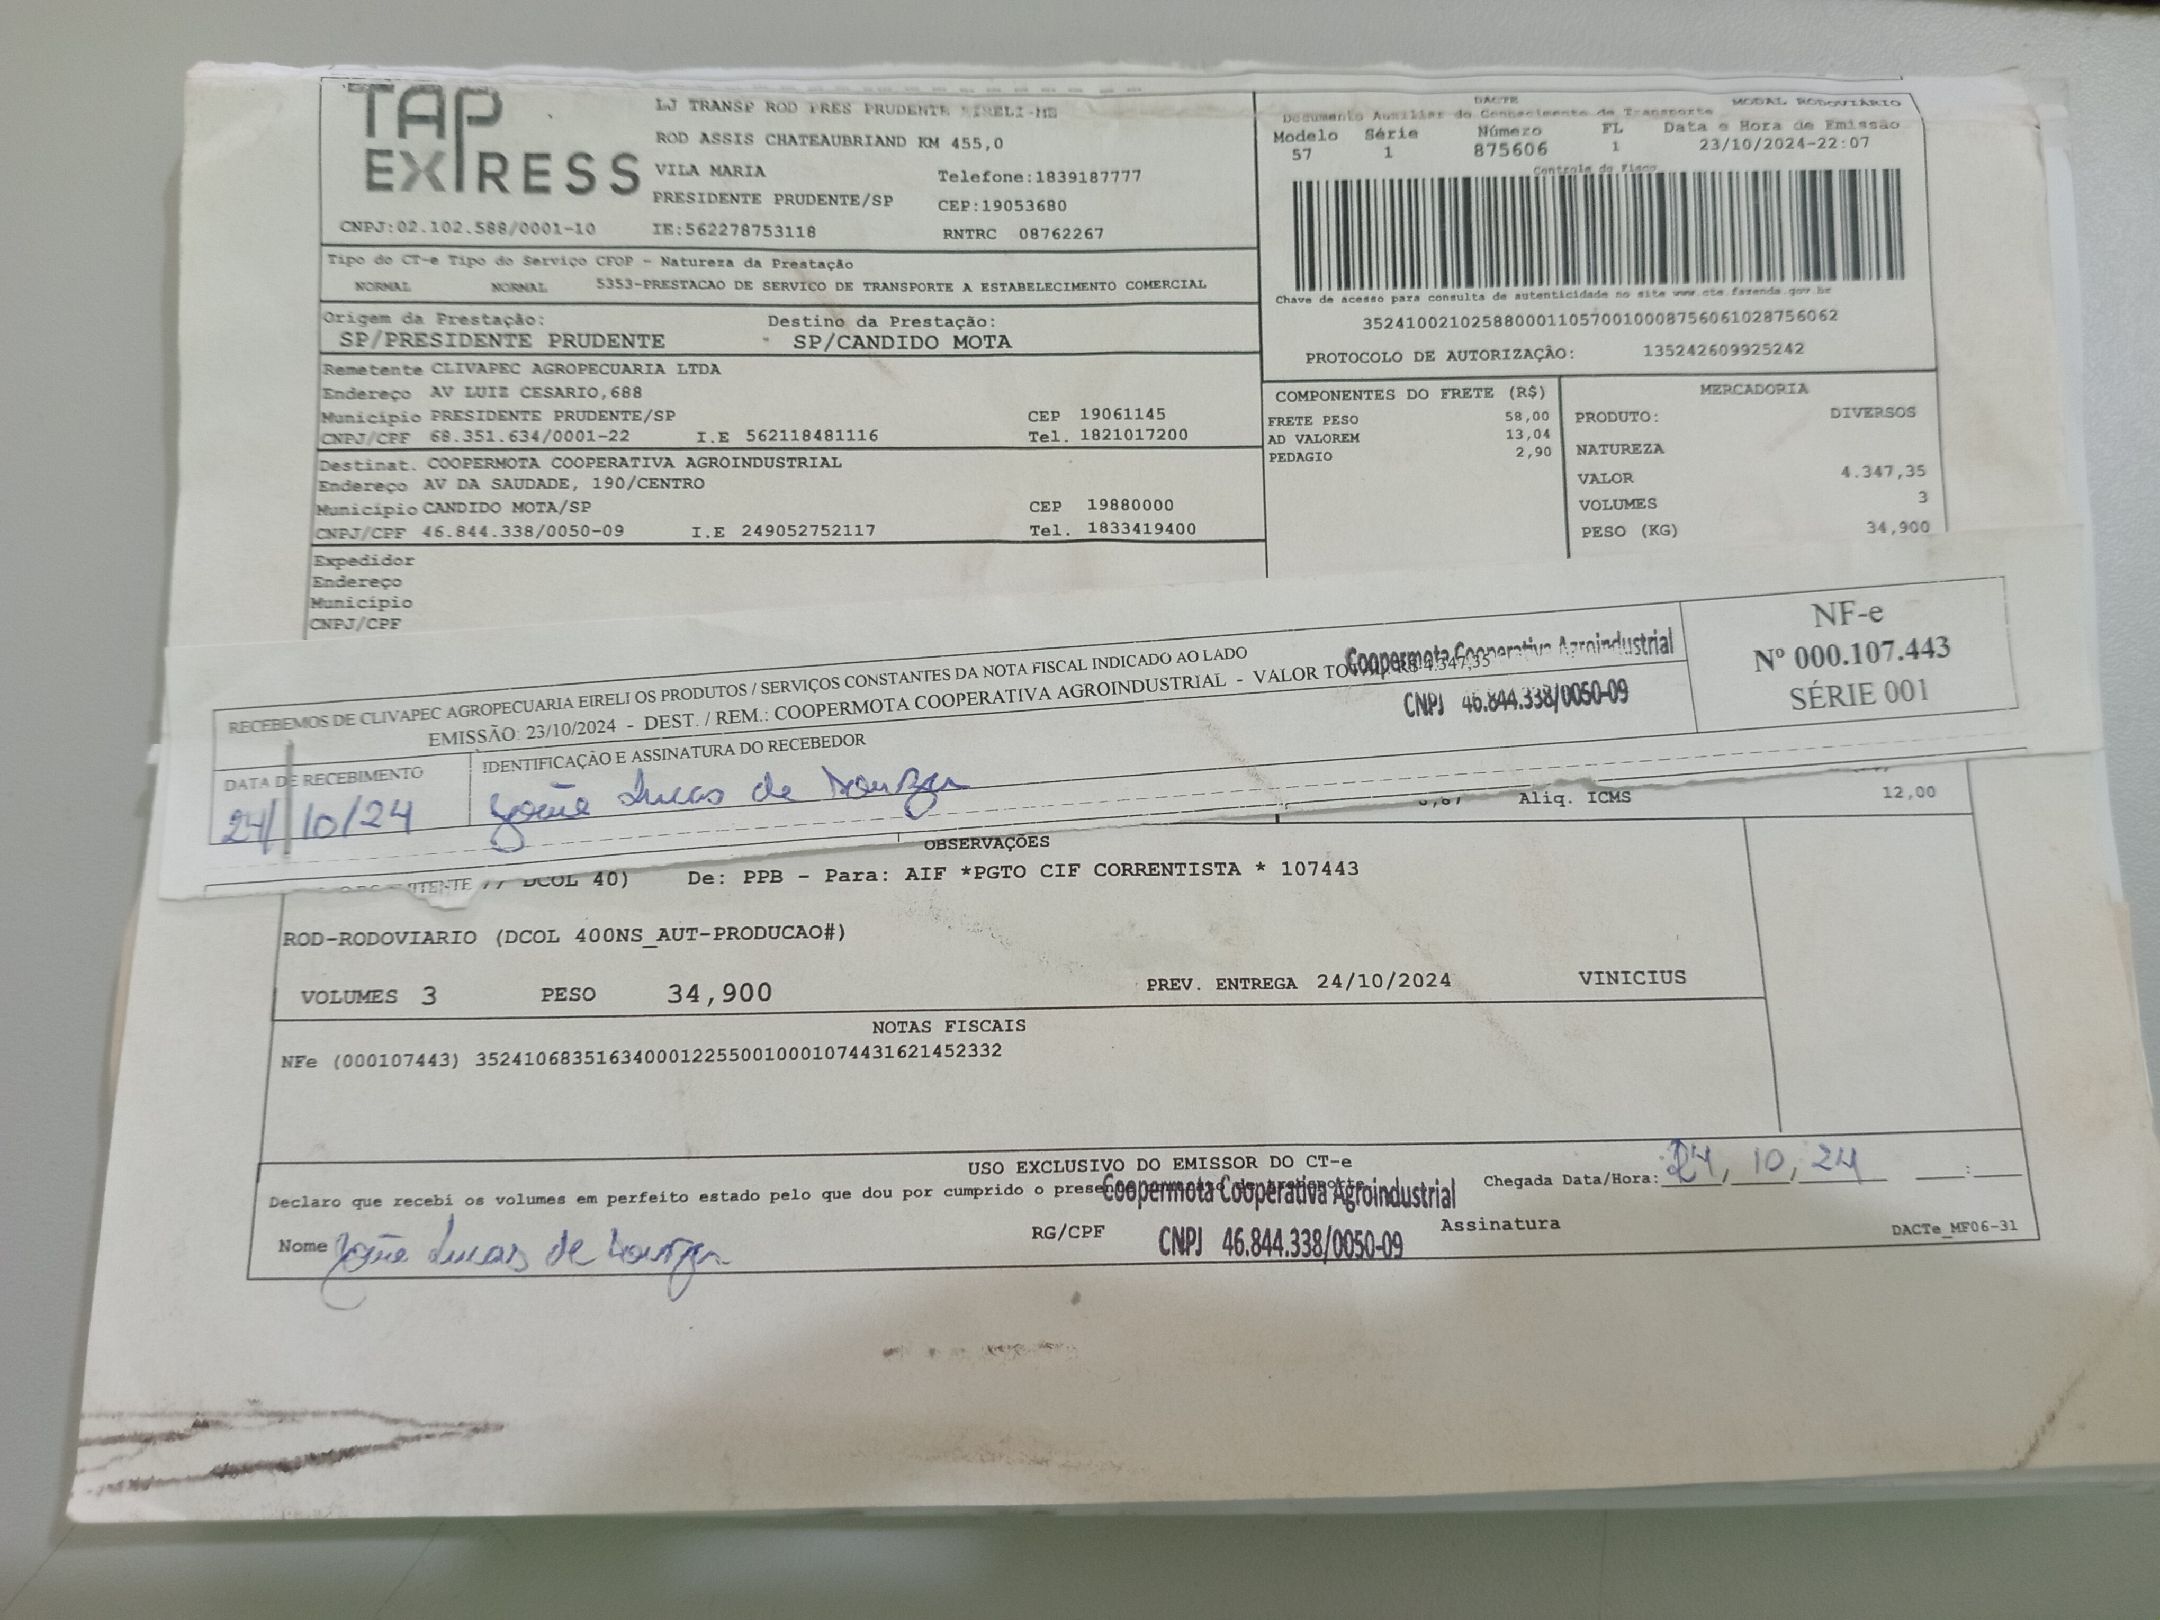 TAP EXPRESS
LJ TRANSP ROD PRES PRUDENTE EIRELI-ME
ROD ASSIS CHATEAUBRIAND KM 455,0
VILA MARIA Telefone:1839187777
PRESIDENTE PRUDENTE/SP CEP:19053680
CNPJ:02.102.588/0001-10 IE:562278753118 RNTRC 08762267
DACTE MODAL RODOVIÁRIO
Documento Auxiliar do Conhecimento de Transporte
Modelo Série Número FL Data e Hora de Emissão
57 1 875606 1 23/10/2024-22:07
Controle do Fisco
Chave de acesso para consulta de autenticidade no site www.cte.fazenda.gov.br
35241002102588000110570010008756061028756062
PROTOCOLO DE AUTORIZAÇÃO: 135242609925242
Tipo do CT-e Tipo do Serviço CFOP - Natureza da Prestação
NORMAL NORMAL 5353-PRESTACAO DE SERVICO DE TRANSPORTE A ESTABELECIMENTO COMERCIAL
Origem da Prestação: Destino da Prestação:
SP/PRESIDENTE PRUDENTE SP/CANDIDO MOTA
Remetente CLIVAPEC AGROPECUARIA LTDA
Endereço AV LUIZ CESARIO,688
Município PRESIDENTE PRUDENTE/SP CEP 19061145
CNPJ/CPF 68.351.634/0001-22 I.E 562118481116 Tel. 1821017200
Destinat. COOPERMOTA COOPERATIVA AGROINDUSTRIAL
Endereço AV DA SAUDADE, 190/CENTRO
Município CANDIDO MOTA/SP CEP 19880000
CNPJ/CPF 46.844.338/0050-09 I.E 249052752117 Tel. 1833419400
Expedidor
Endereço
Município
CNPJ/CPF
COMPONENTES DO FRETE (R$)
FRETE PESO 58,00
AD VALOREM 13,04
PEDAGIO 2,90
MERCADORIA
PRODUTO: DIVERSOS
NATUREZA
VALOR 4.347,35
VOLUMES 3
PESO (KG) 34,900
RECEBEMOS DE CLIVAPEC AGROPECUARIA EIRELI OS PRODUTOS / SERVIÇOS CONSTANTES DA NOTA FISCAL INDICADO AO LADO
EMISSÃO: 23/10/2024 - DEST. / REM.: COOPERMOTA COOPERATIVA AGROINDUSTRIAL - VALOR TOTAL: R$ 4.347,35
Coopermota Cooperativa Agroindustrial
CNPJ 46.844.338/0050-09
NF-e
Nº 000.107.443
SÉRIE 001
DATA DE RECEBIMENTO IDENTIFICAÇÃO E ASSINATURA DO RECEBEDOR
24/10/24 Lucas de Souza
Aliq. ICMS 12,00
OBSERVAÇÕES
DCOL 40) De: PPB - Para: AIF *PGTO CIF CORRENTISTA * 107443
ROD-RODOVIARIO (DCOL 400NS_AUT-PRODUCAO#)
VOLUMES 3 PESO 34,900 PREV. ENTREGA 24/10/2024 VINICIUS
NOTAS FISCAIS
NFe (000107443) 35241068351634000122550010001074431621452332
USO EXCLUSIVO DO EMISSOR DO CT-e
Declaro que recebi os volumes em perfeito estado pelo que dou por cumprido o presente
Chegada Data/Hora: 24, 10, 24 __:__
Coopermota Cooperativa Agroindustrial
CNPJ 46.844.338/0050-09
Nome Lucas de Souza RG/CPF Assinatura
DACTe_MF06-31